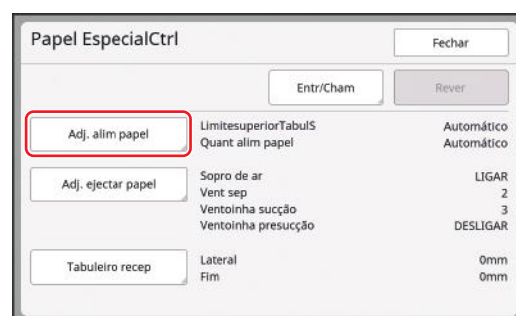 Papel EspecialCtrl
Fechar
Entr/Cham
Rever
Adj. alim papel
LimitesuperiorTabulS Automático
Quant alim papel Automático
Adj. ejectar papel
Sopro de ar LIGAR
Vent sep 2
Ventoinha sucção 3
Ventoinha presucção DESLIGAR
Tabuleiro recep
Lateral 0mm
Fim 0mm